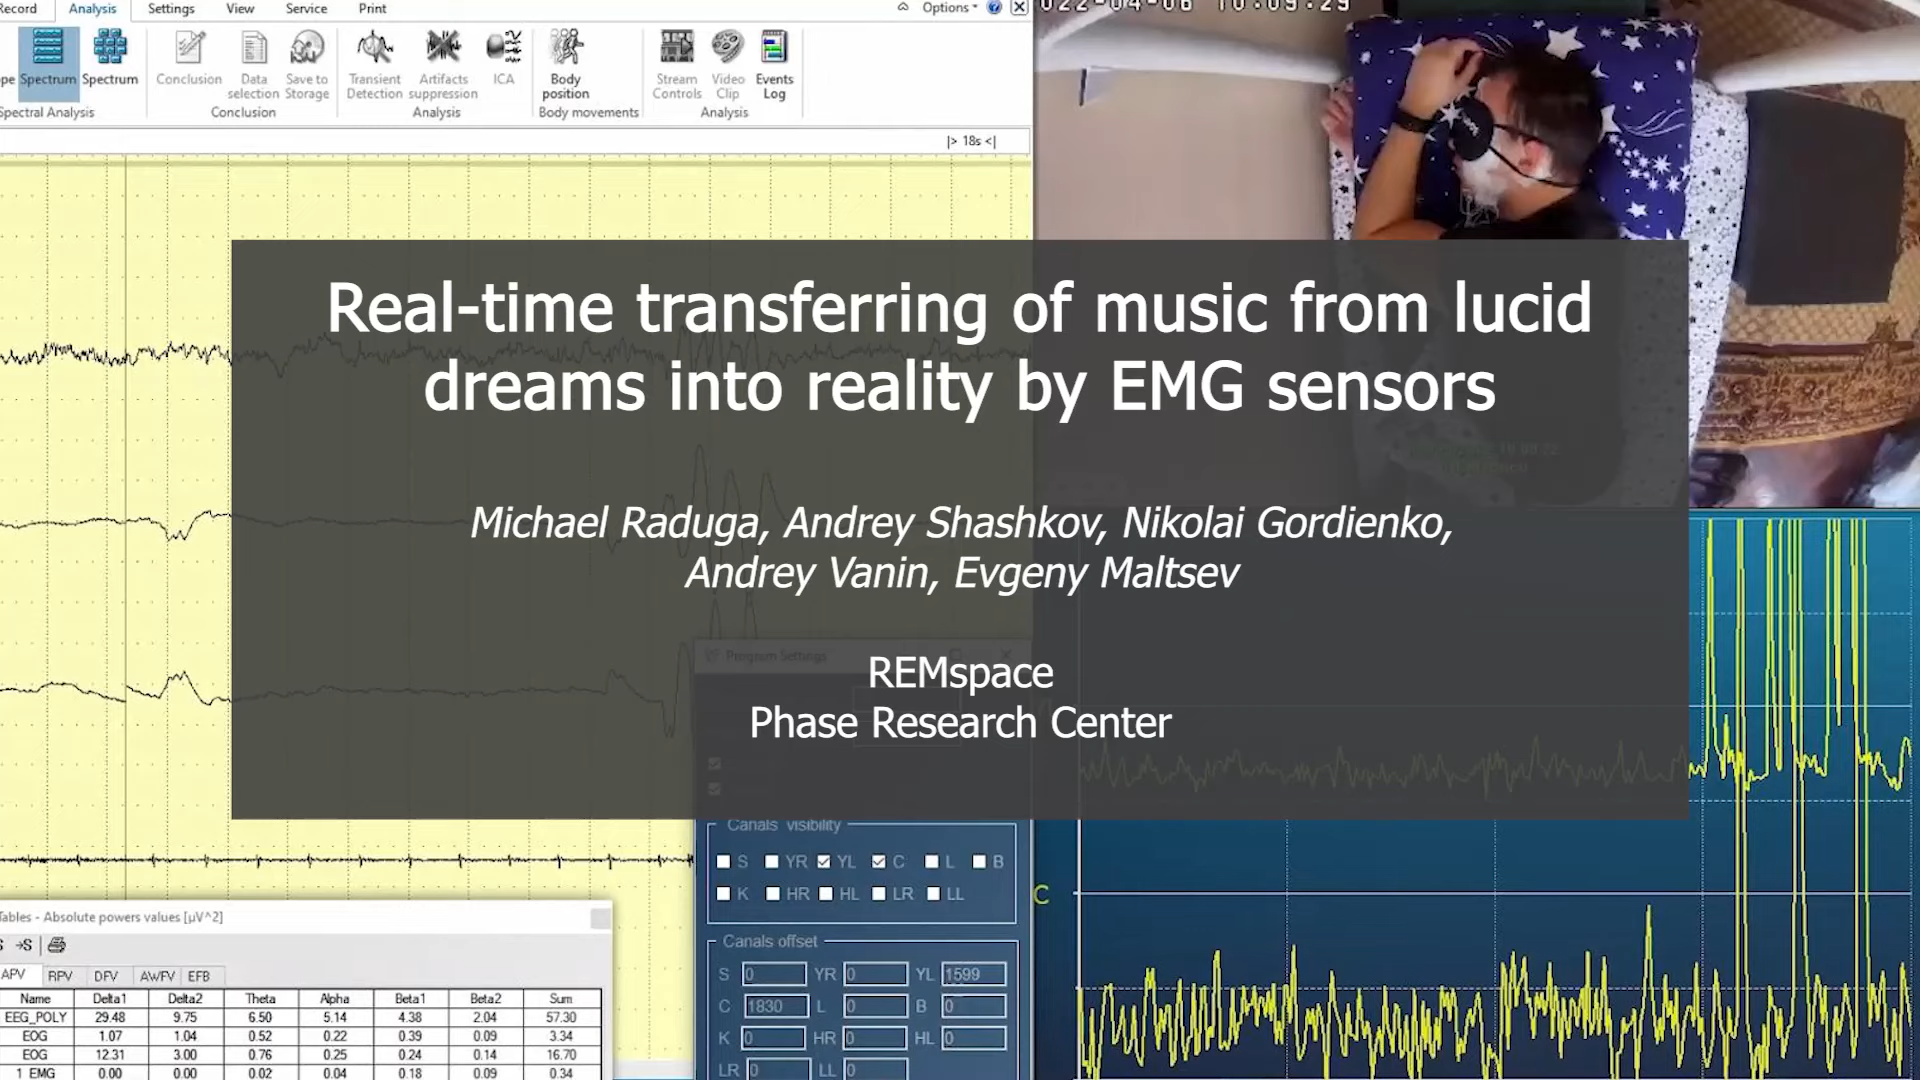 Record Analysis Settings View Service Print Options
Spectrum Spectrum Conclusion Data selection Save to Storage Transient Detection Artifacts suppression ICA Body position Stream Controls Video Clip Events Log
Spectral Analysis Conclusion Analysis Body movements Analysis
|> 18s <|
022-04-06 10:09:29
Real-time transferring of music from lucid
dreams into reality by EMG sensors
Michael Raduga, Andrey Shashkov, Nikolai Gordienko,
Andrey Vanin, Evgeny Maltsev
Program Settings
REMspace
Phase Research Center
Canals visibility
S YR YL C L B
K HR HL LR LL
C
Canals offset
S 0 YR 0 YL 1599
C 1830 L 0 B 0
K 0 HR 0 HL 0
LR 0 LL 0
Tables - Absolute powers values [µV^2]
S →S
APV RPV DFV AWFV EFB
Name Delta1 Delta2 Theta Alpha Beta1 Beta2 Sum
EEG_POLY 29.48 9.75 6.50 5.14 4.38 2.04 57.30
EOG 1.07 1.04 0.52 0.22 0.39 0.09 3.34
EOG 12.31 3.00 0.76 0.25 0.24 0.14 16.70
1 EMG 0.00 0.00 0.02 0.04 0.18 0.09 0.34